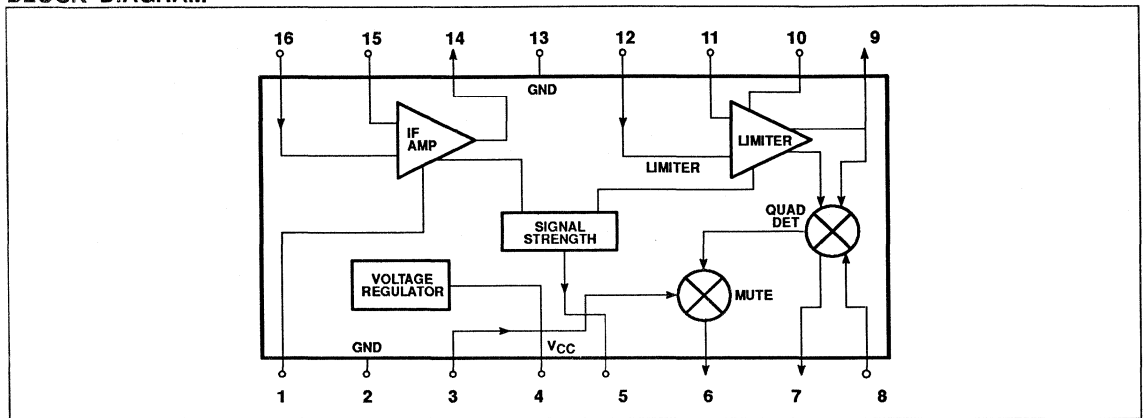 BLOCK DIAGRAM
16 15 14 13 12 11 10 9
GND
IF
AMP
LIMITER
LIMITER
QUAD
DET
SIGNAL
STRENGTH
VOLTAGE
REGULATOR
MUTE
GND
VCC
1 2 3 4 5 6 7 8